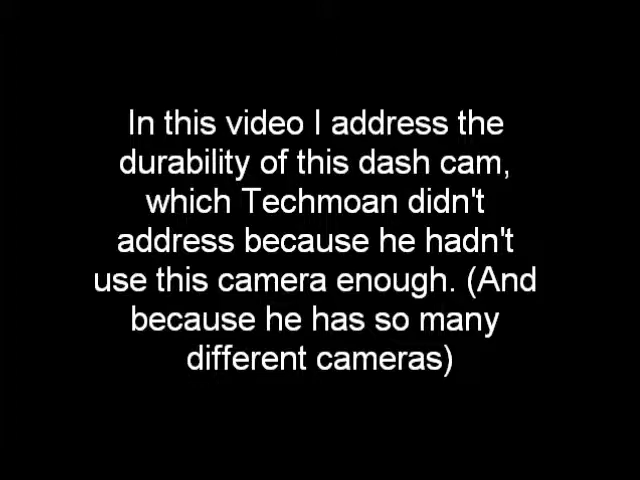 In this video I address the
durability of this dash cam,
which Techmoan didn't
address because he hadn't
use this camera enough. (And
because he has so many
different cameras)